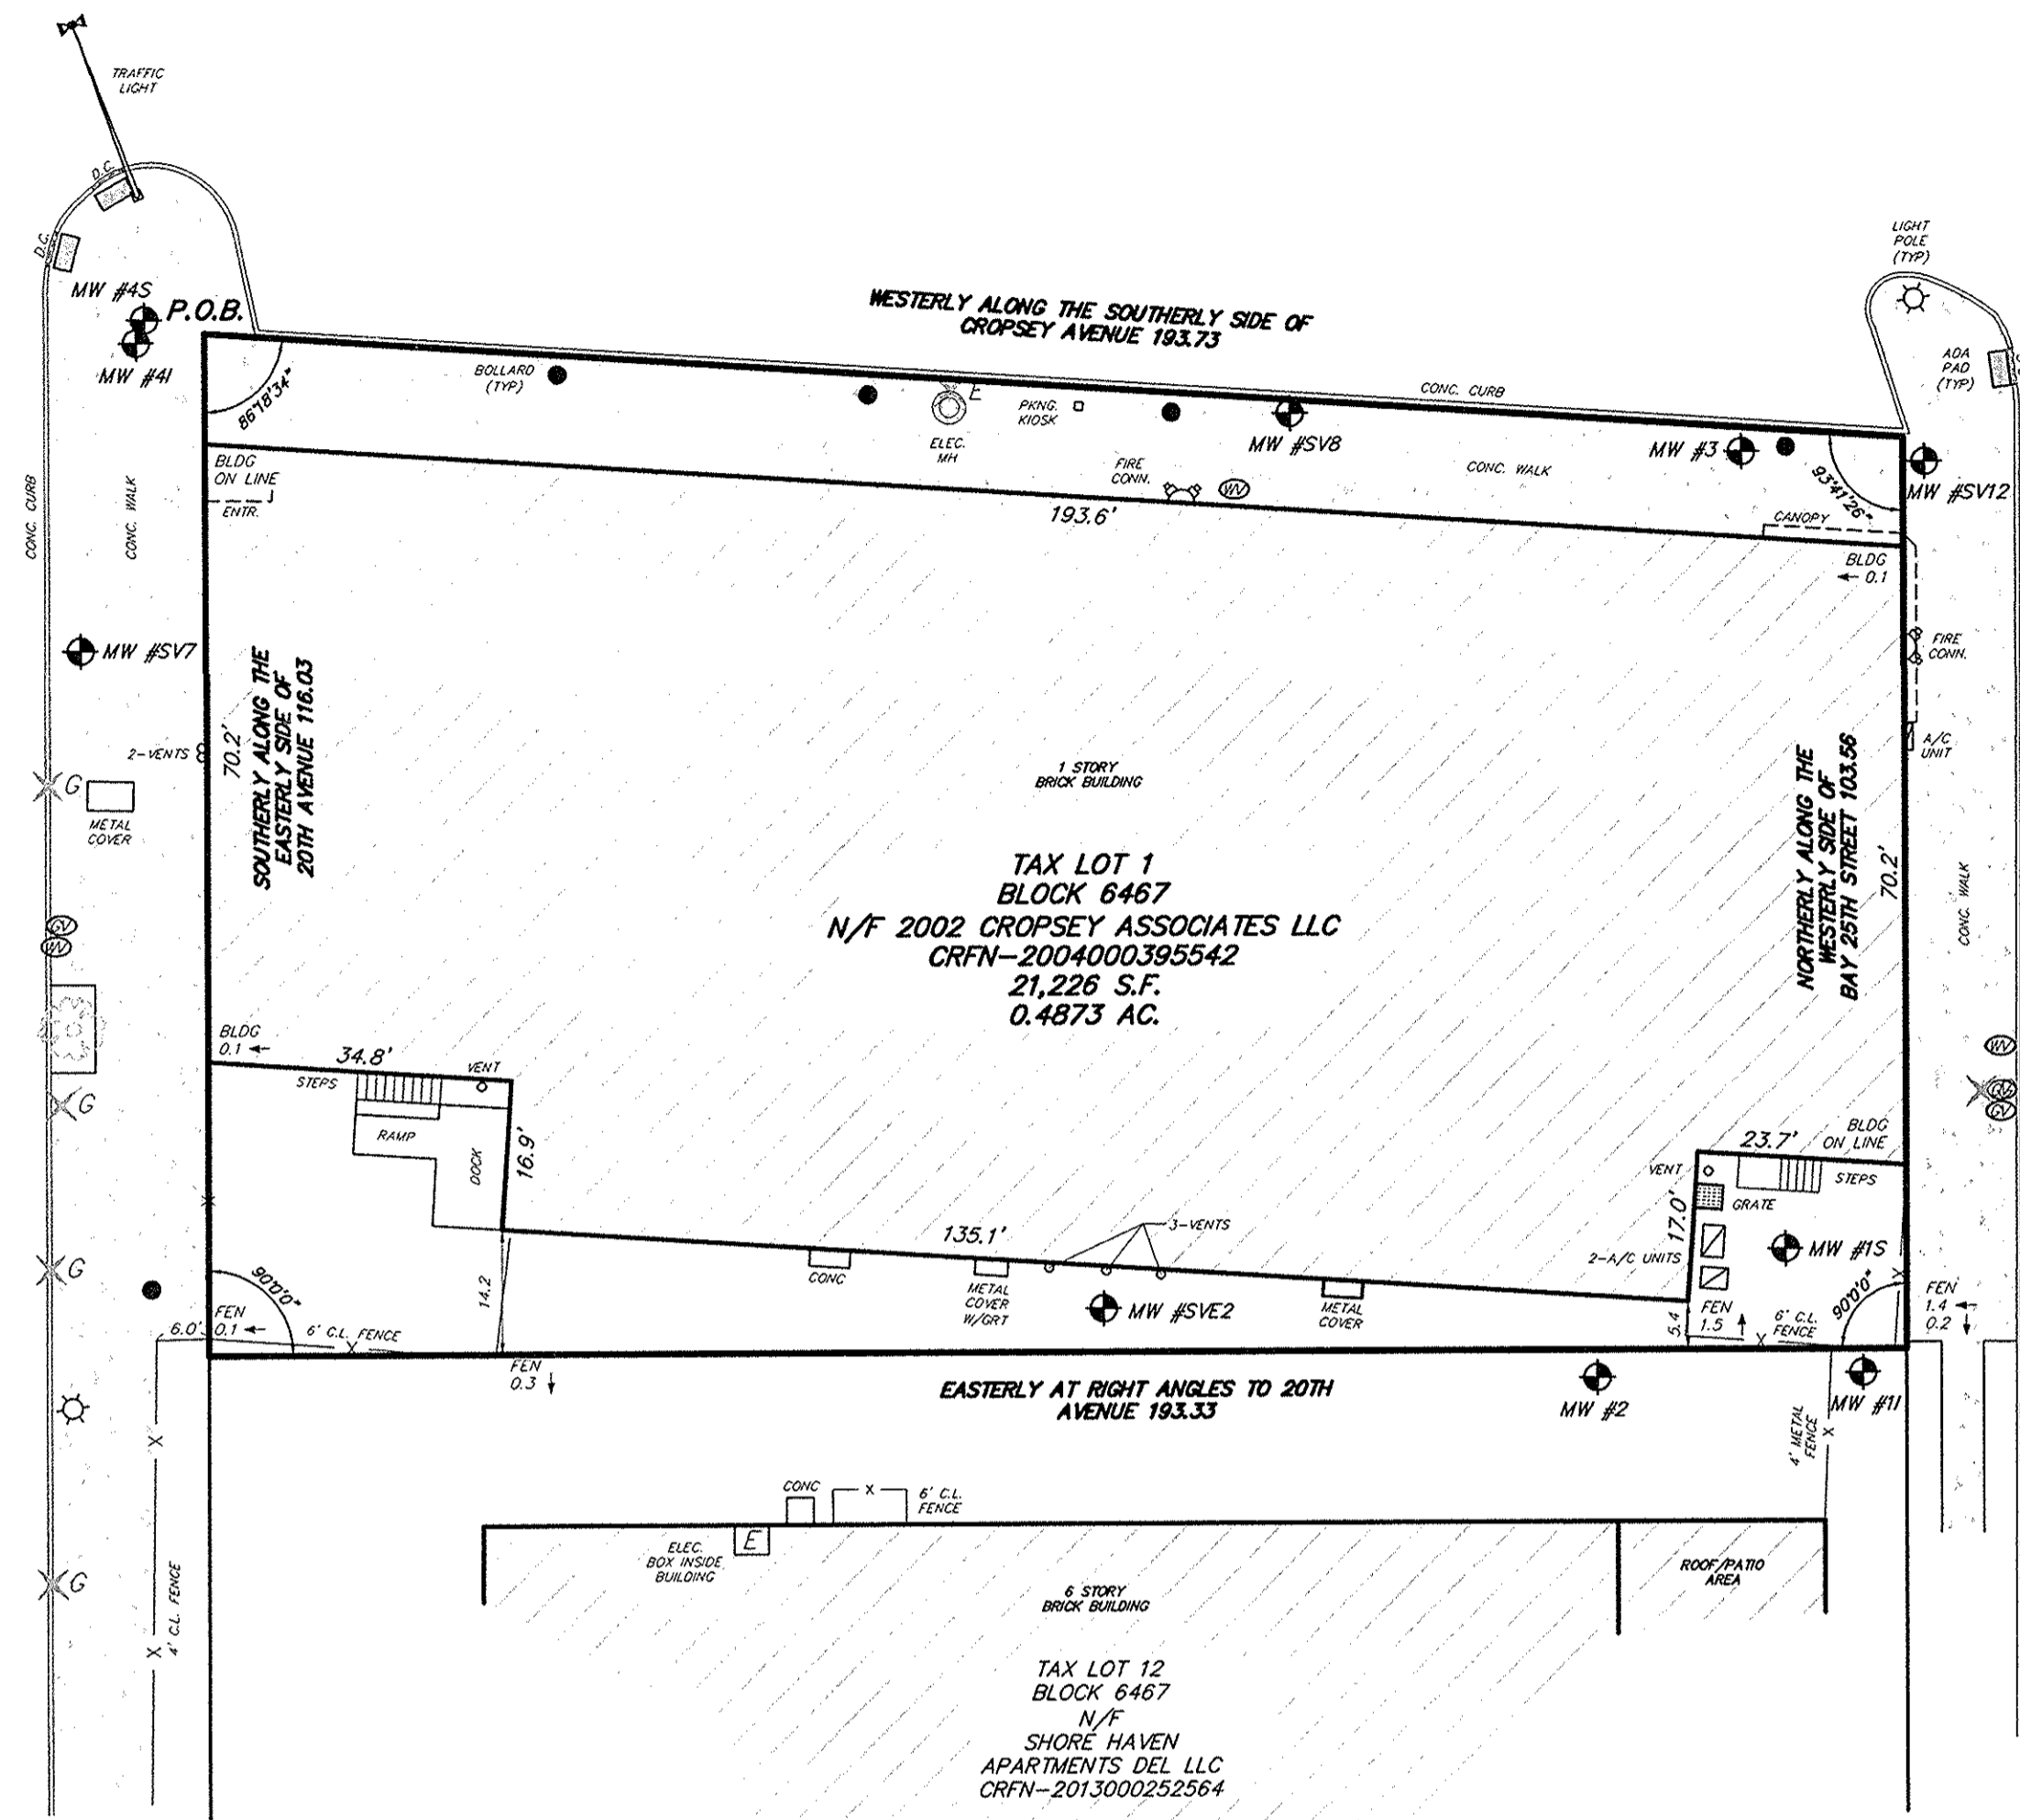 TRAFFIC
LIGHT
D.C.
D.C.
LIGHT
POLE
(TYP)
MW #4S
P.O.B.
MW #4I
WESTERLY ALONG THE SOUTHERLY SIDE OF
CROPSEY AVENUE 193.73
ADA
PAD
(TYP)
86°18'34"
BOLLARD
(TYP)
E
ELEC.
MH
PKNG.
KIOSK
CONC. CURB
MW #SV8
MW #3
93°41'26"
MW #SV12
BLDG
ON LINE
ENTR.
FIRE
CONN.
WV
CONC. WALK
193.6'
CANOPY
BLDG
0.1
CONC. CURB
CONC. WALK
MW #SV7
FIRE
CONN.
A/C
UNIT
2-VENTS
70.2'
SOUTHERLY ALONG THE
EASTERLY SIDE OF
20TH AVENUE 116.03
G
METAL
COVER
1 STORY
BRICK BUILDING
TAX LOT 1
BLOCK 6467
N/F 2002 CROPSEY ASSOCIATES LLC
CRFN-2004000395542
21,226 S.F.
0.4873 AC.
NORTHERLY ALONG THE
WESTERLY SIDE OF
BAY 25TH STREET 103.56
70.2'
CONC. WALK
GV
WV
WV
GV
BLDG
0.1
34.8'
VENT
STEPS
G
RAMP
DOCK
16.9'
23.7'
BLDG
ON LINE
VENT
STEPS
GRATE
17.0'
2-A/C UNITS
MW #1S
135.1'
3-VENTS
CONC
METAL
COVER
W/GRT
MW #SVE2
METAL
COVER
G
90°0'0"
FEN
0.1
6.0'
6' C.L. FENCE
14.2
5.4
FEN
1.5
6' C.L.
FENCE
90°0'0"
FEN
1.4
0.2
FEN
0.3
EASTERLY AT RIGHT ANGLES TO 20TH
AVENUE 193.33
MW #2
MW #1I
4' METAL
FENCE
CONC
6' C.L.
FENCE
E
ELEC.
BOX INSIDE
BUILDING
G
4' C.L. FENCE
6 STORY
BRICK BUILDING
ROOF/PATIO
AREA
TAX LOT 12
BLOCK 6467
N/F
SHORE HAVEN
APARTMENTS DEL LLC
CRFN-2013000252564